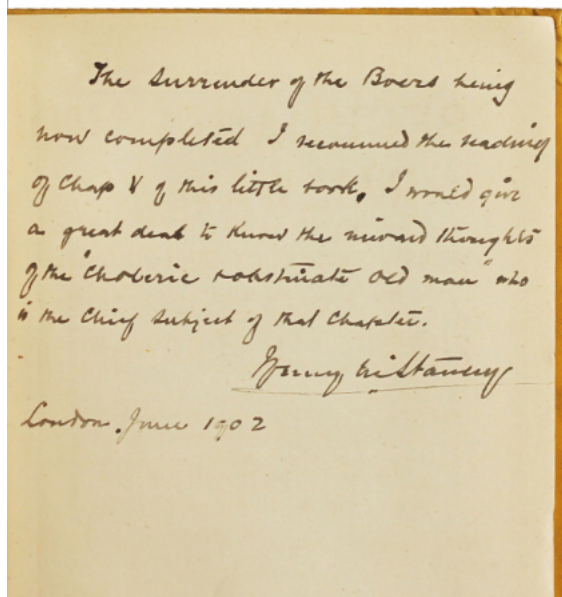 The Surrender of the Boers being
now completed I recommend the reading
of Chap V of this little book. I would give
a great deal to know the inward thoughts
of the "Choleric & obstinate old man" who
is the chief subject of that Chapter.
Henry M. Stanley
London. June 1902